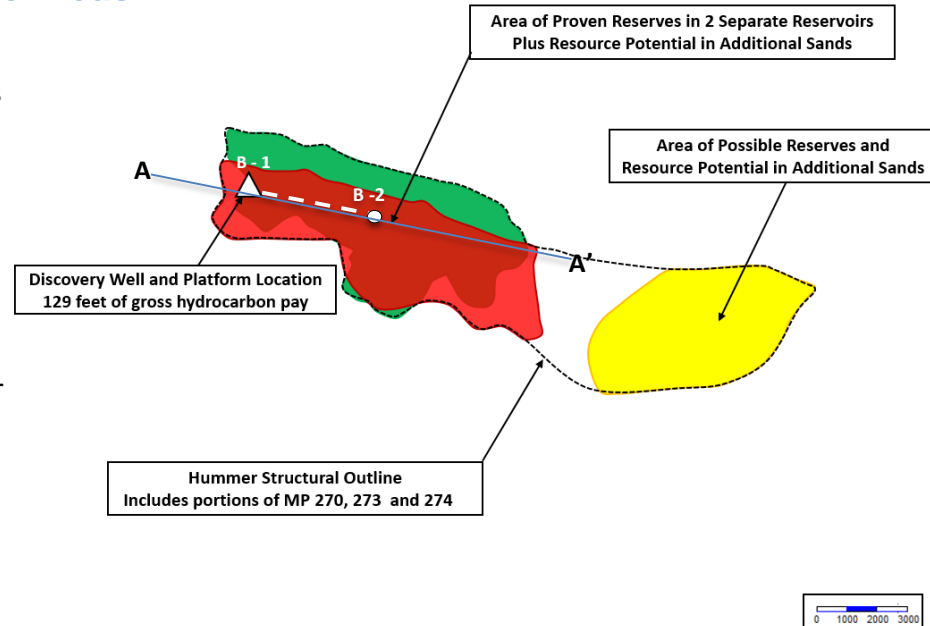 Area of Proven Reserves in 2 Separate Reservoirs
Plus Resource Potential in Additional Sands
Area of Possible Reserves and
Resource Potential in Additional Sands
A
B - 1
B -2
A’
Discovery Well and Platform Location
129 feet of gross hydrocarbon pay
Hummer Structural Outline
Includes portions of MP 270, 273 and 274
0 1000 2000 3000